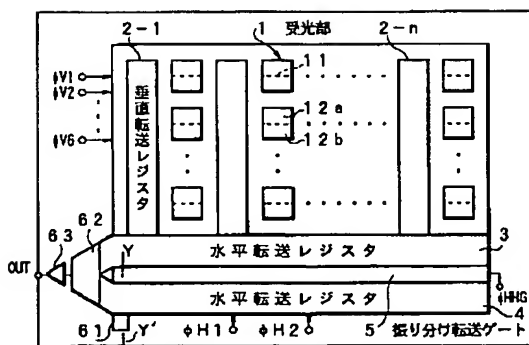 2-1 1 受光部 2-n
11
φV1
φV2
12a
12b
φV6
垂直転送レジスタ
62
63 Y 水平転送レジスタ 3
OUT
水平転送レジスタ φHHG
4
61 Y' φH1 φH2 5 振り分け転送ゲート